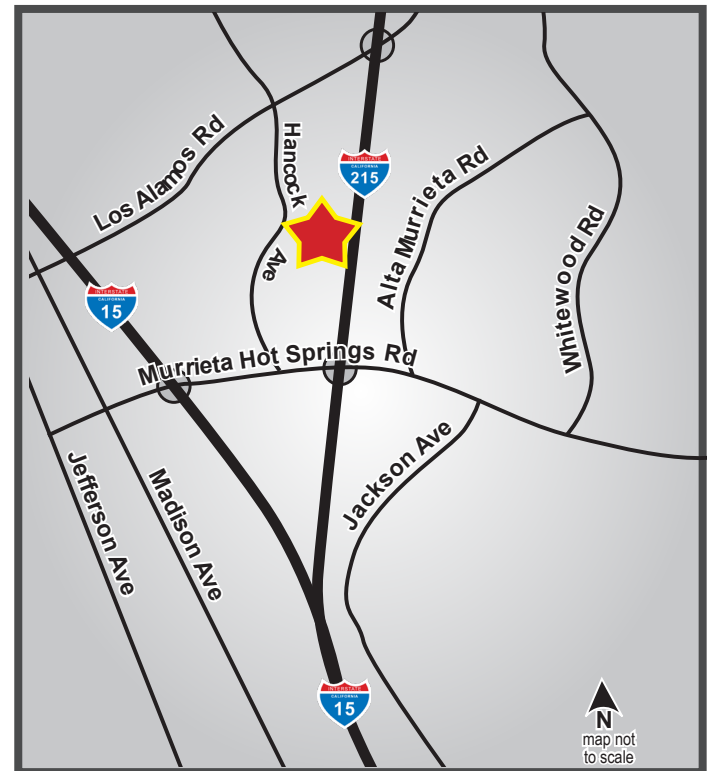 Los Alamos Rd
Hancock
Ave
INTERSTATE
CALIFORNIA
215
Alta Murrieta Rd
Whitewood Rd
INTERSTATE
CALIFORNIA
15
Murrieta Hot Springs Rd
Jefferson Ave
Madison Ave
Jackson Ave
INTERSTATE
CALIFORNIA
15
N
map not
to scale